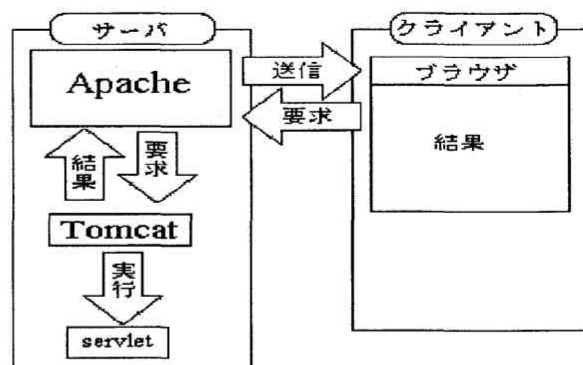 サーバ
クライアント
Apache
送信
要求
ブラウザ
結果
結果
要求
Tomcat
実行
servlet